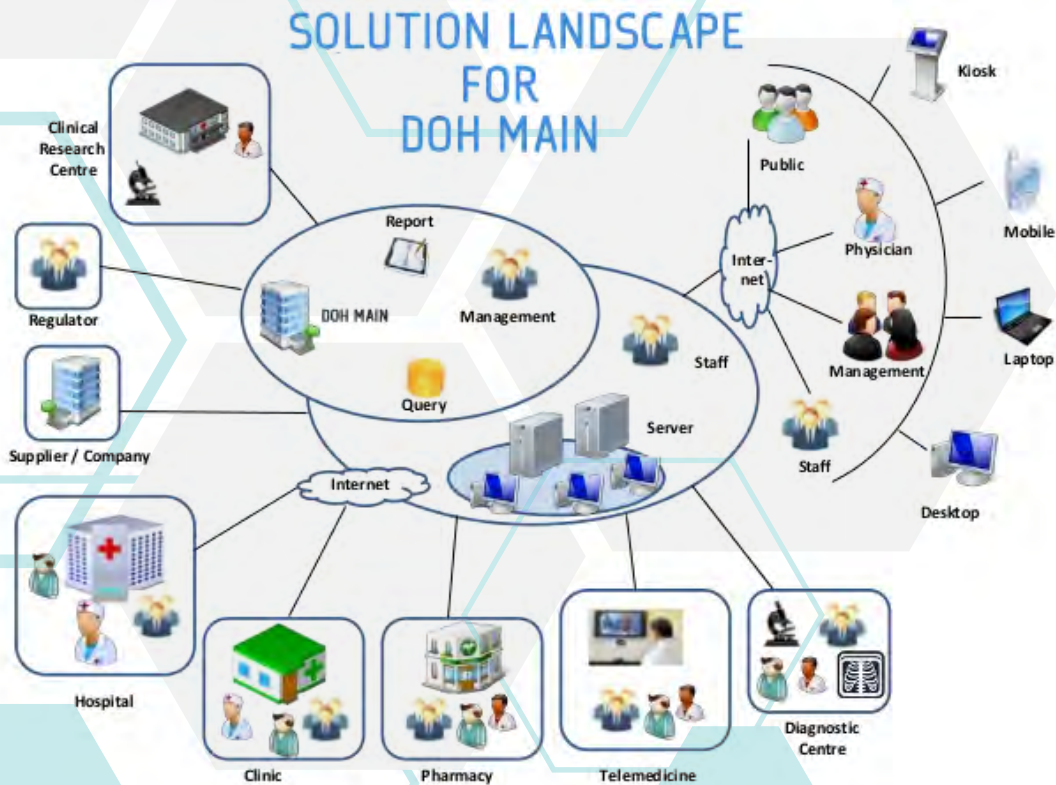 SOLUTION LANDSCAPE
FOR
DOH MAIN
Kiosk
Clinical
Research
Centre
Public
Mobile
Report
Physician
Inter-
net
Regulator
DOH MAIN
Management
Staff
Management
Laptop
Query
Server
Supplier / Company
Staff
Internet
Desktop
Hospital
Diagnostic
Centre
Clinic
Pharmacy
Telemedicine